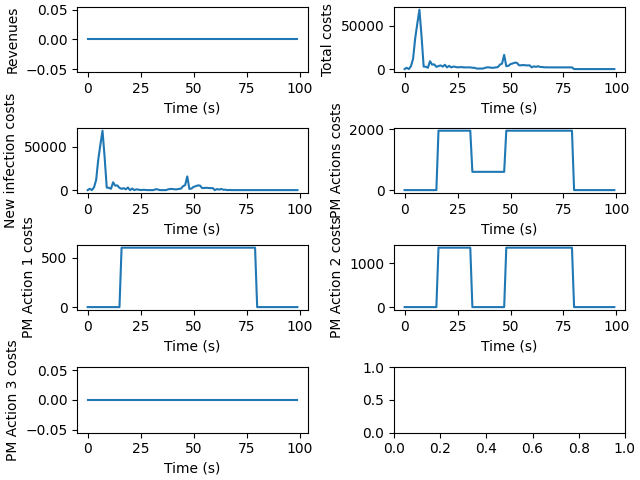 Revenues
0.05
0.00
−0.05
0 25 50 75 100
Time (s)
Total costs
50000
0
0 25 50 75 100
Time (s)
New infection costs
50000
0
0 25 50 75 100
Time (s)
PM Actions costs
2000
0
0 25 50 75 100
Time (s)
PM Action 1 costs
500
0
0 25 50 75 100
Time (s)
PM Action 2 costs
1000
0
0 25 50 75 100
Time (s)
PM Action 3 costs
0.05
0.00
−0.05
0 25 50 75 100
Time (s)
1.0
0.5
0.0
0.0 0.2 0.4 0.6 0.8 1.0